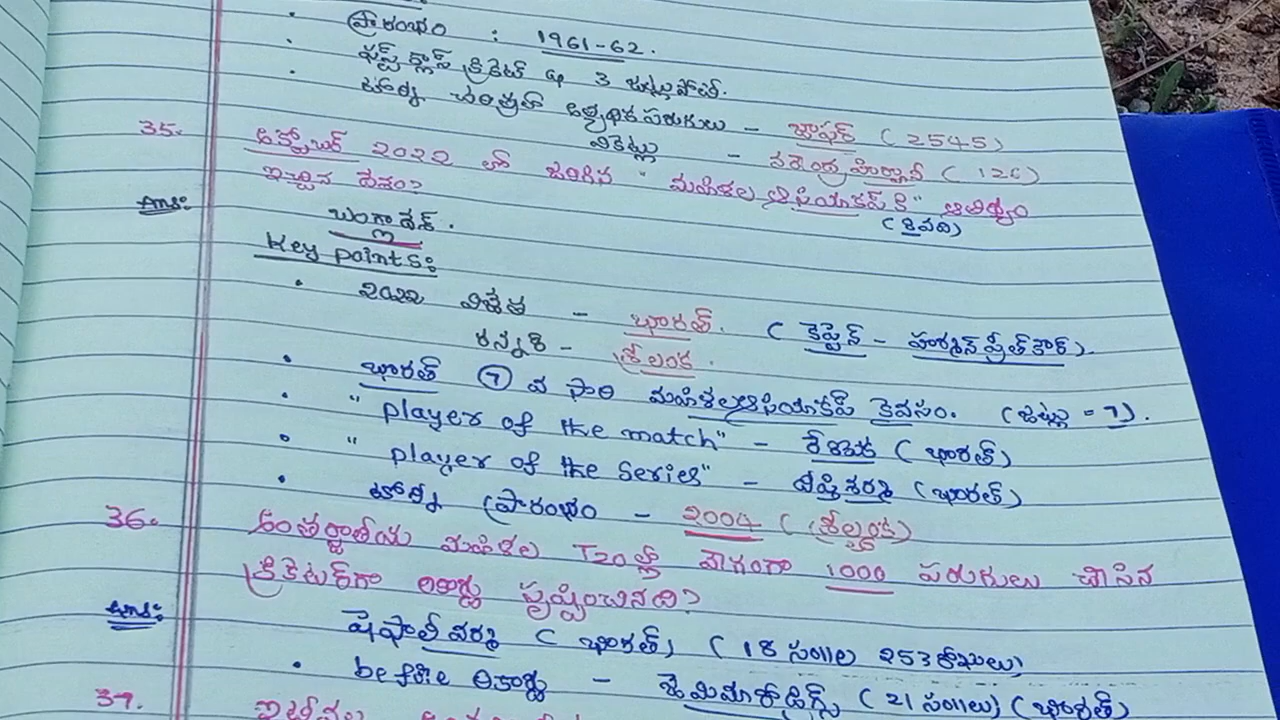 • ప్రారంభం : 1961-62.
• ఫస్ట్ క్లాస్ క్రికెట్ లో 3 జట్లు పోటీ.
• టోర్నీ చరిత్రలో అత్యధిక పరుగులు - జాఫర్ (2545)
వికెట్లు - నరేంద్ర హిర్వానీ (126)
35. అక్టోబర్ 2022 లో జరిగిన "మహిళల ఆసియాకప్ కి" ఆతిథ్యం
ఇచ్చిన దేశం?
(8వది)
Ans: బంగ్లాదేశ్.
Key points:
• 2022 విజేత - భారత్. (కెప్టెన్ - హర్మన్ ప్రీత్ కౌర్).
రన్నరి - శ్రీలంక.
• భారత్ 7 వ సారి మహిళల ఆసియాకప్ కైవసం. (జట్లు = 7).
• "player of the match" - రేణుక (భారత్)
• "player of the series" - దీప్తిశర్మ (భారత్)
• టోర్నీ ప్రారంభం - 2004 (శ్రీలంక)
36. అంతర్జాతీయ మహిళల T20ల్లో వేగంగా 1000 పరుగులు చేసిన
క్రికెటర్‌గా రికార్డు సృష్టించినది?
Ans: షెఫాలీ వర్మ (భారత్) (18 సం॥ల 253 రోజులు)
• before రికార్డు - జెమిమా రోడ్రిగ్స్ (21 సం॥లు) (భారత్)
37.